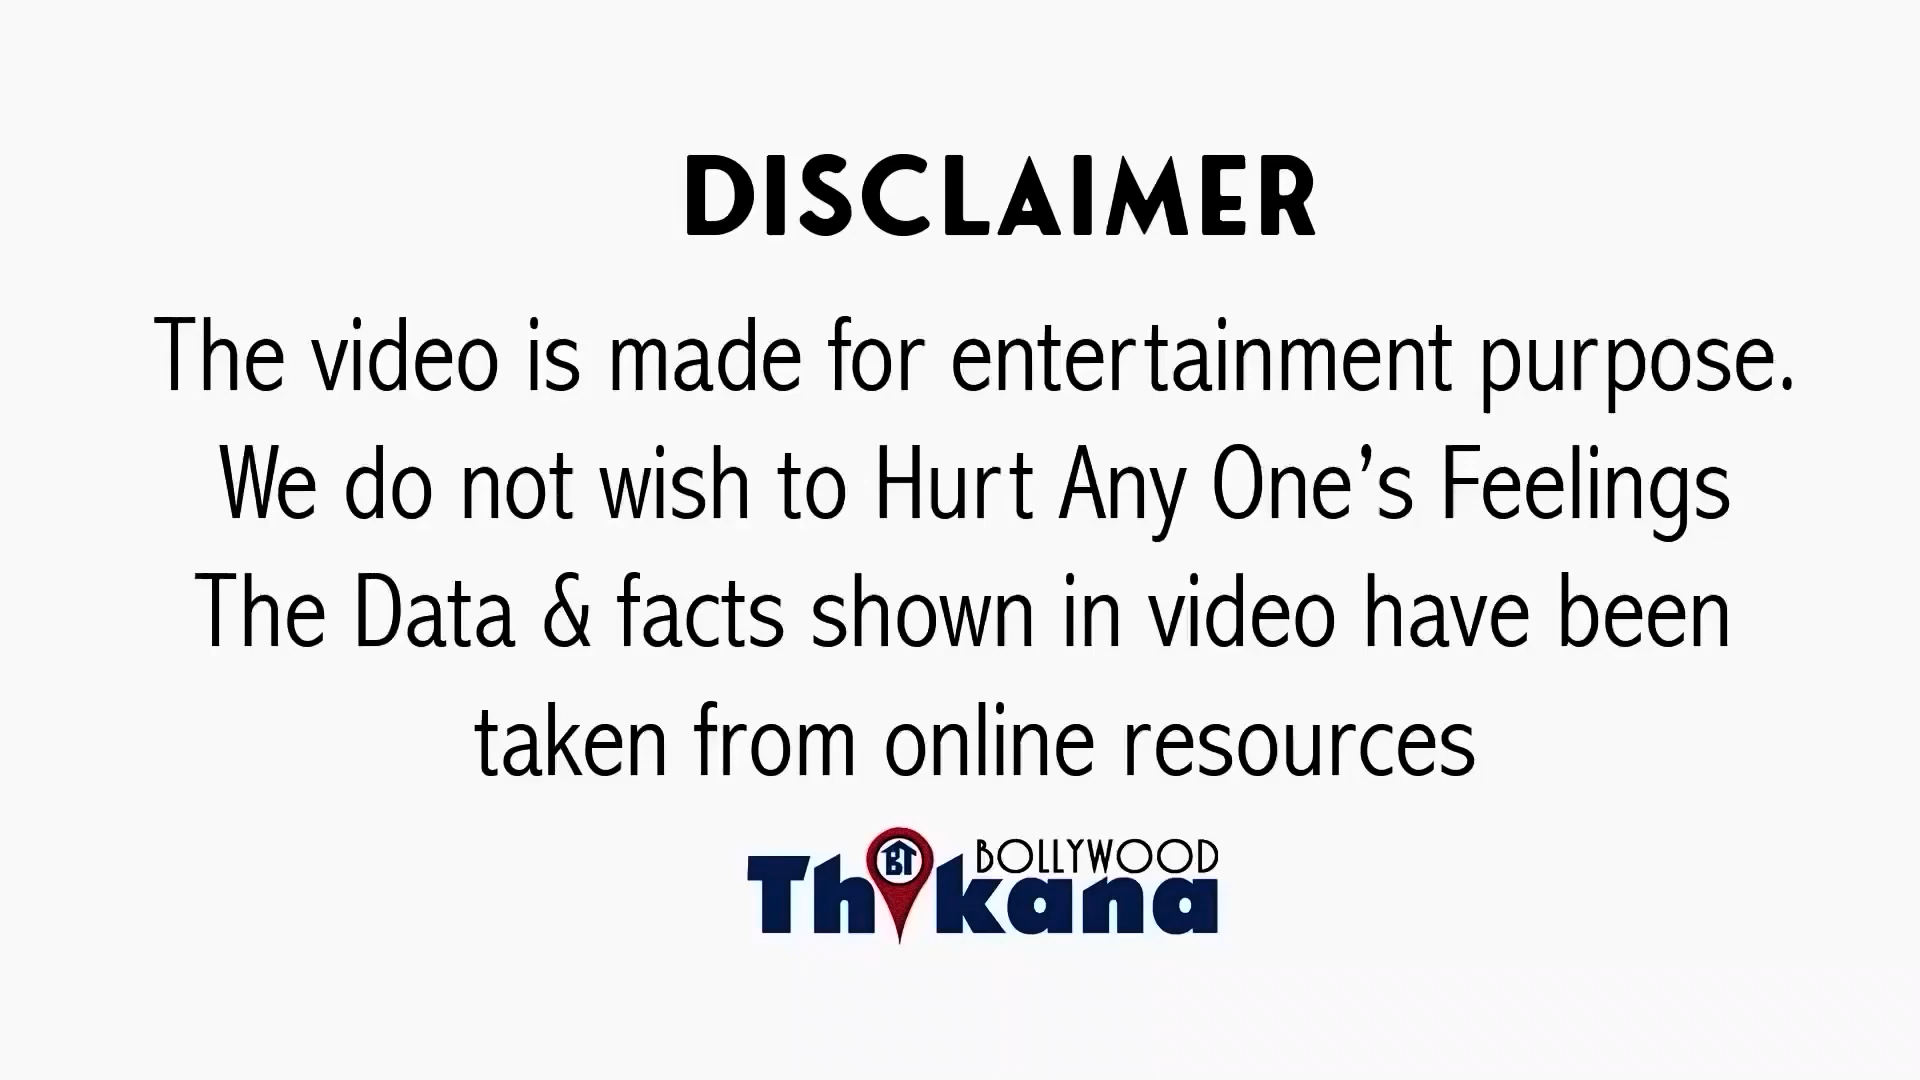 DISCLAIMER
The video is made for entertainment purpose.
We do not wish to Hurt Any One’s Feelings
The Data & facts shown in video have been
taken from online resources
BOLLYWOOD
BT
Thikana